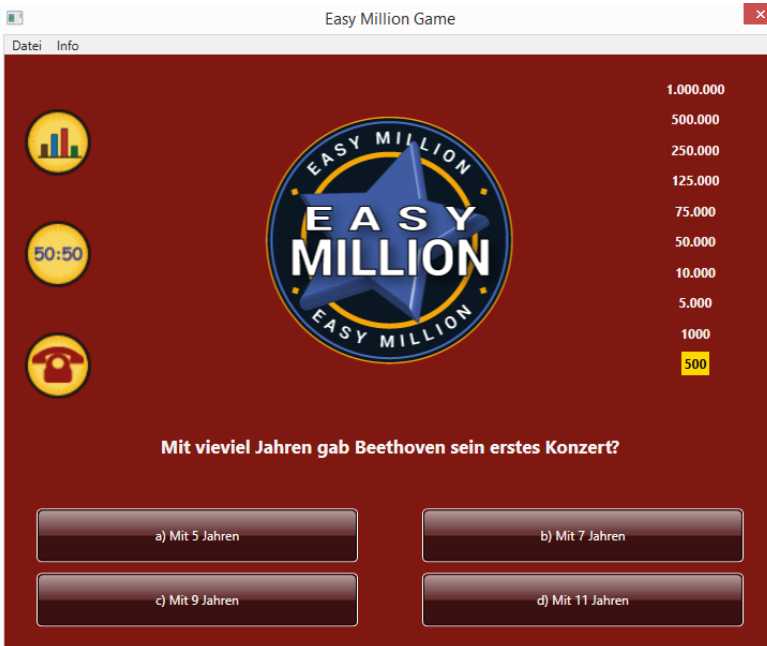 Easy Million Game
Datei Info
1.000.000
500.000
250.000
125.000
75.000
50.000
10.000
5.000
1000
500
50:50
EASY MILLION
EASY
MILLION
EASY MILLION
Mit vieviel Jahren gab Beethoven sein erstes Konzert?
a) Mit 5 Jahren
b) Mit 7 Jahren
c) Mit 9 Jahren
d) Mit 11 Jahren